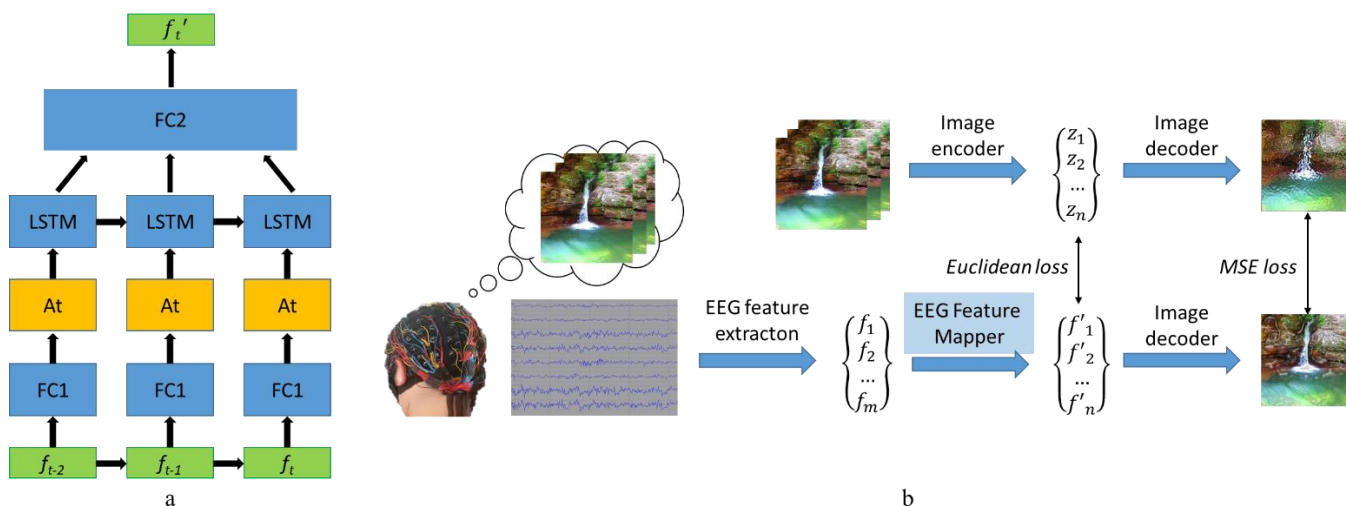 f_t'
FC2
LSTM LSTM LSTM
At At At
FC1 FC1 FC1
f_{t-2} f_{t-1} f_t
a
Image
encoder
z_1
z_2
...
z_n
Image
decoder
Euclidean loss
MSE loss
EEG feature
extracton
f_1
f_2
...
f_m
EEG Feature
Mapper
f'_1
f'_2
...
f'_n
Image
decoder
b